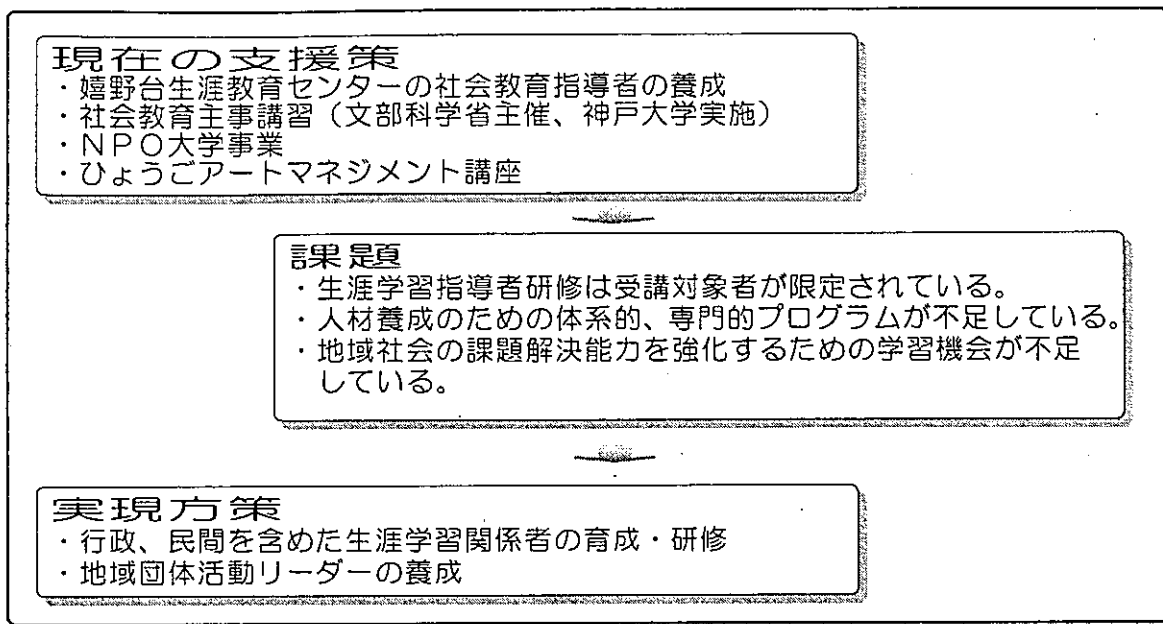 現在の支援策
・嬉野台生涯教育センターの社会教育指導者の養成
・社会教育主事講習（文部科学省主催、神戸大学実施）
・ＮＰＯ大学事業
・ひょうごアートマネジメント講座
課題
・生涯学習指導者研修は受講対象者が限定されている。
・人材養成のための体系的、専門的プログラムが不足している。
・地域社会の課題解決能力を強化するための学習機会が不足
している。
実現方策
・行政、民間を含めた生涯学習関係者の育成・研修
・地域団体活動リーダーの養成